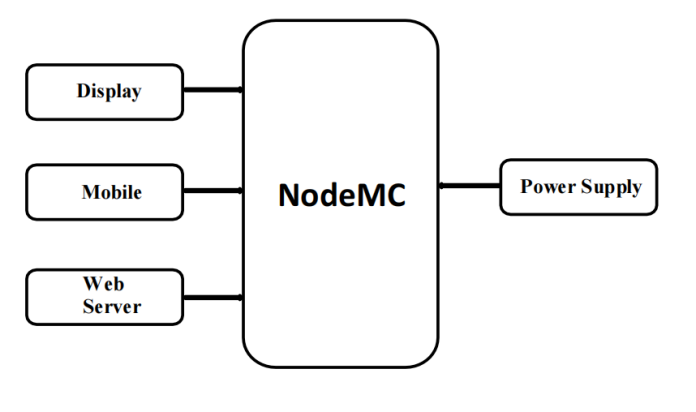 Display
Mobile
Web
Server
NodeMC
Power Supply